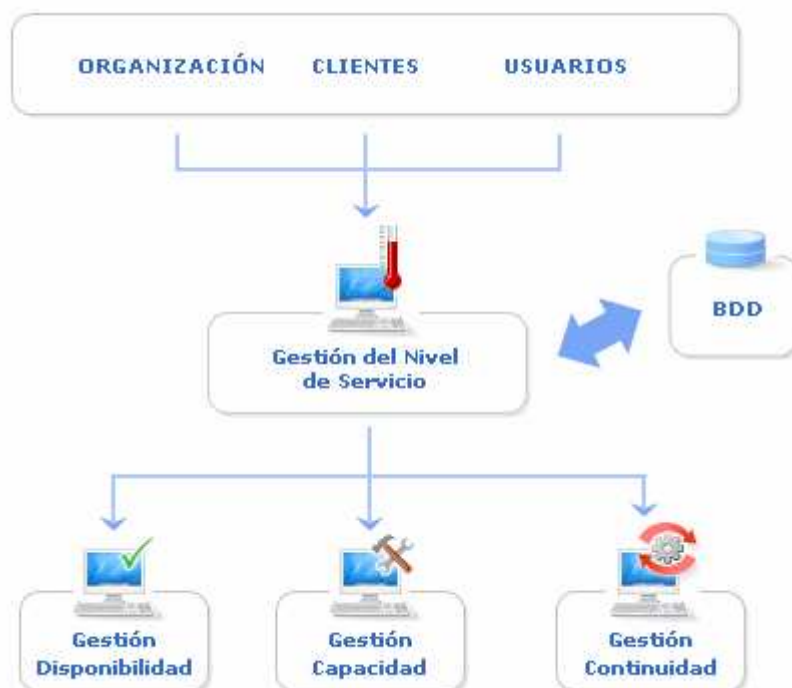 ORGANIZACIÓN CLIENTES USUARIOS
BDD
Gestión del Nivel
de Servicio
Gestión
Disponibilidad
Gestión
Capacidad
Gestión
Continuidad